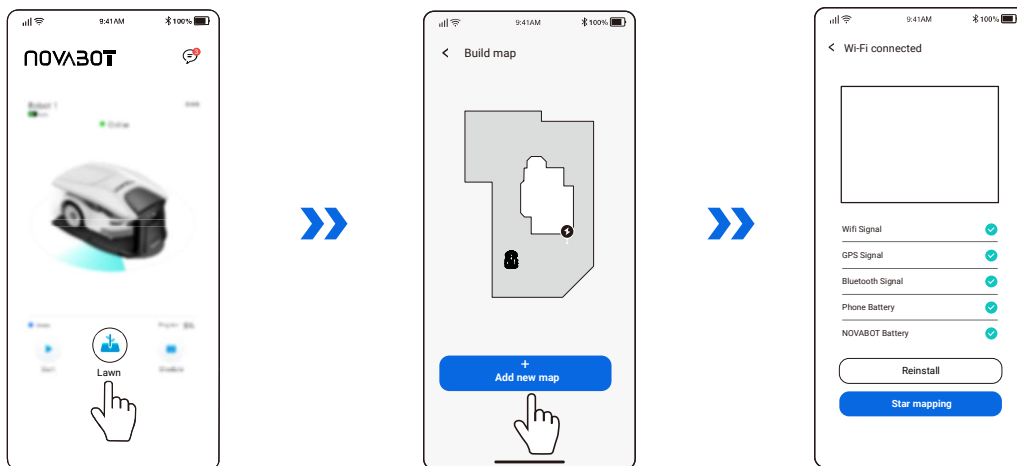 9:41AM
100%
NOVABOT
3
Lawn
9:41AM
100%
Build map
+
Add new map
9:41AM
100%
Wi-Fi connected
Wifi Signal
GPS Signal
Bluetooth Signal
Phone Battery
NOVABOT Battery
Reinstall
Star mapping